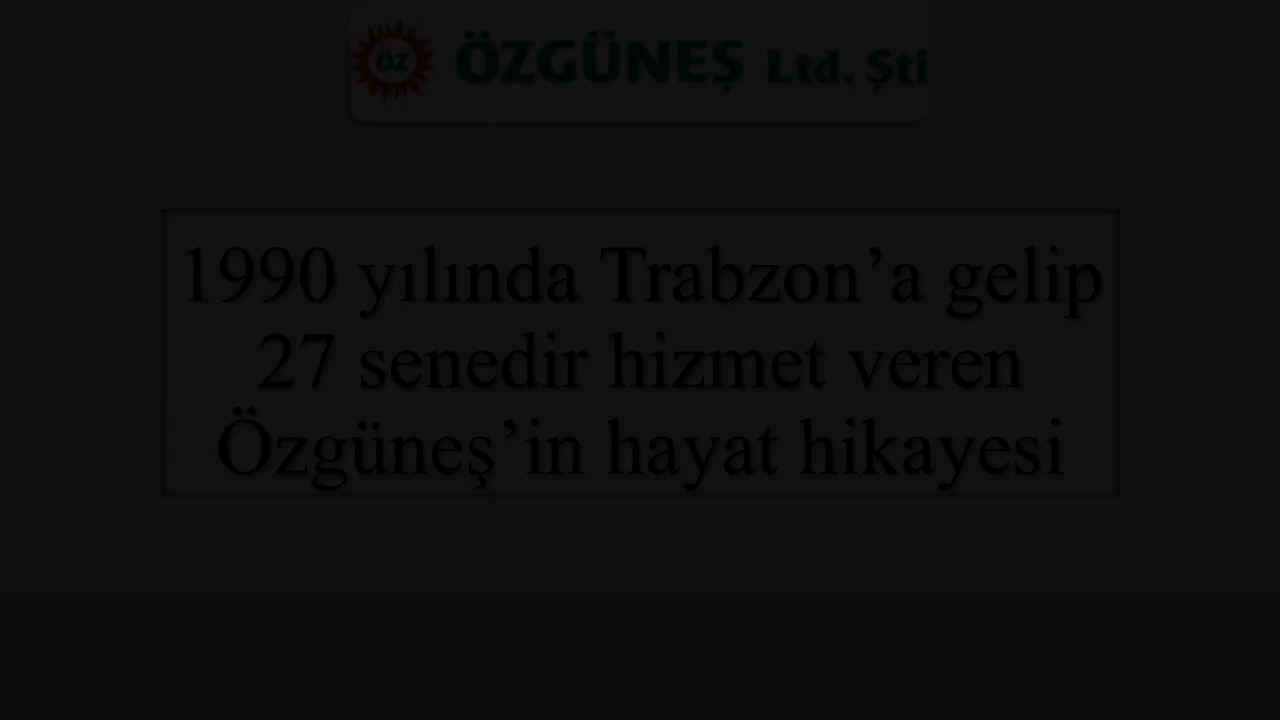 ÖZ ÖZGÜNEŞ Ltd. Şti
1990 yılında Trabzon’a gelip
27 senedir hizmet veren
Özgüneş’in hayat hikayesi